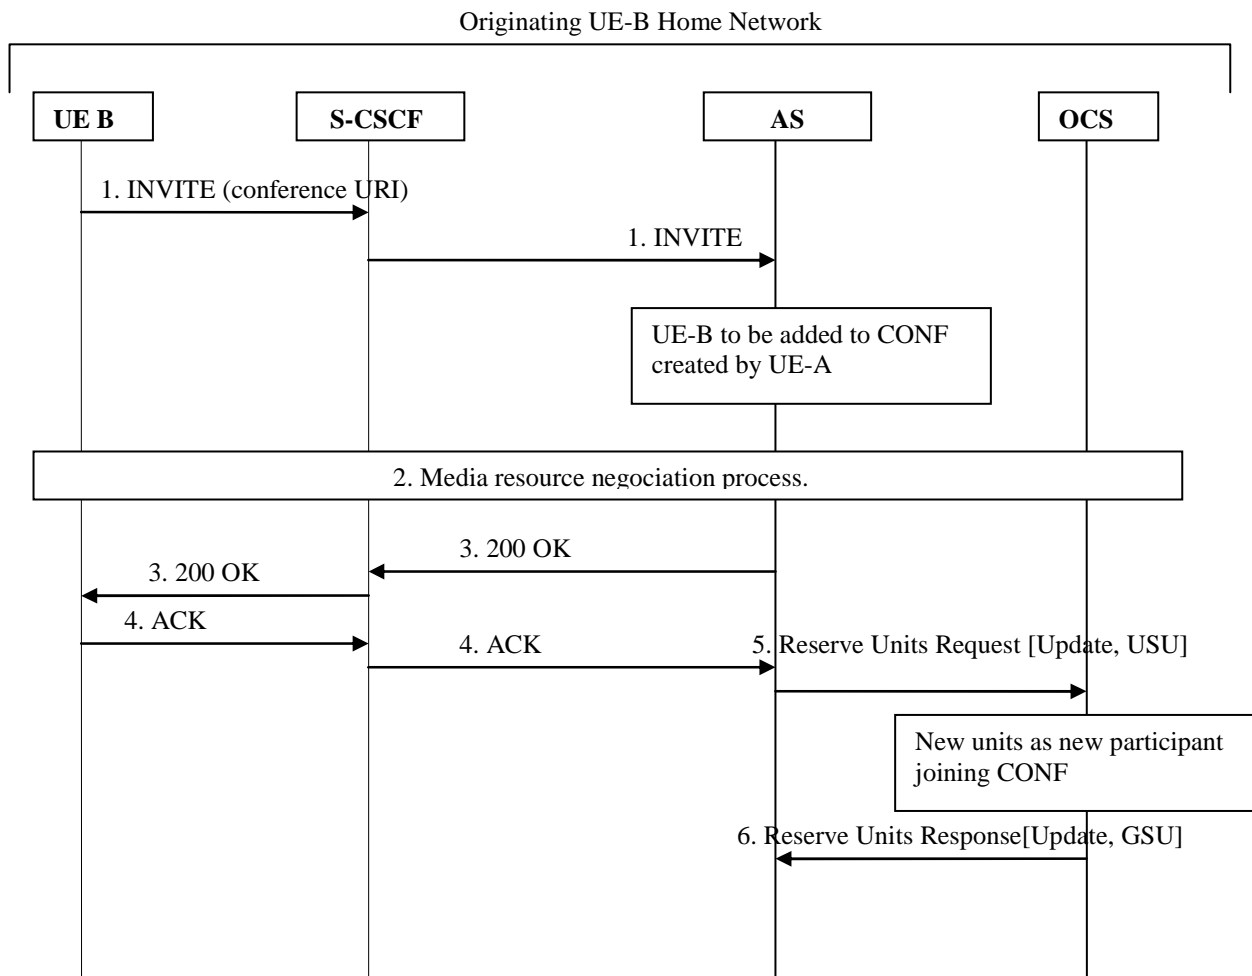 Originating UE-B Home Network
UE B
S-CSCF
AS
OCS
1. INVITE (conference URI)
1. INVITE
UE-B to be added to CONF
created by UE-A
2. Media resource negociation process.
3. 200 OK
3. 200 OK
4. ACK
4. ACK
5. Reserve Units Request [Update, USU]
New units as new participant
joining CONF
6. Reserve Units Response[Update, GSU]